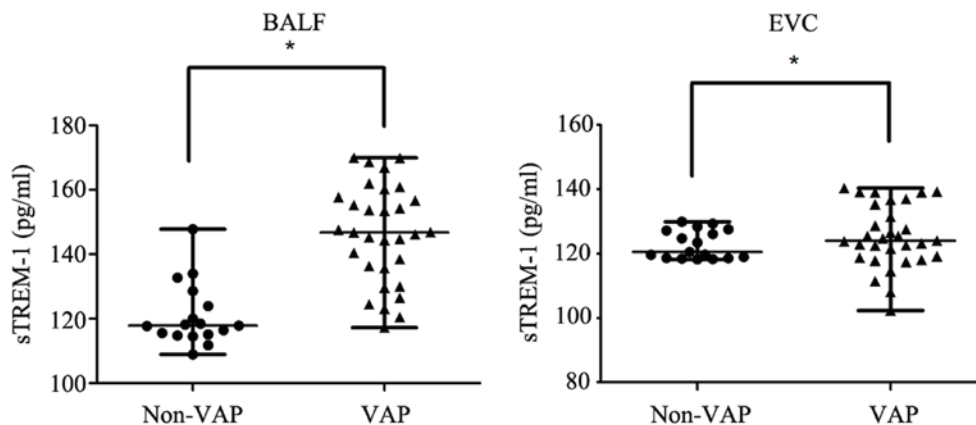 BALF
*
sTREM-1 (pg/ml)
180
160
140
120
100
Non-VAP VAP
EVC
*
sTREM-1 (pg/ml)
160
140
120
100
80
Non-VAP VAP